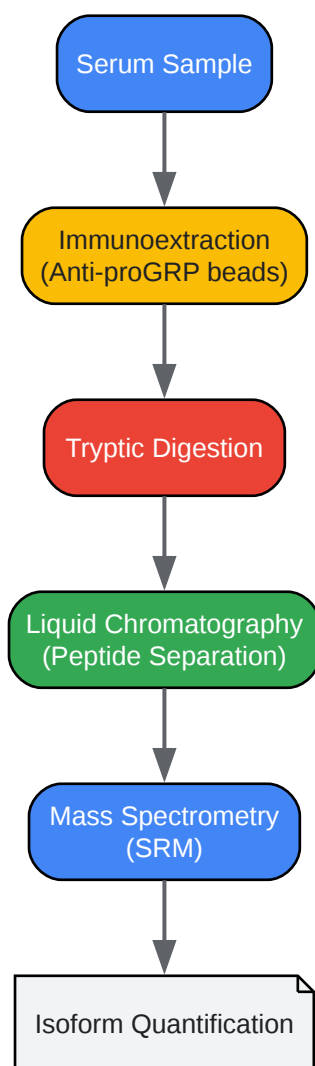 Serum Sample
Immunoextraction
(Anti-proGRP beads)
Tryptic Digestion
Liquid Chromatography
(Peptide Separation)
Mass Spectrometry
(SRM)
Isoform Quantification